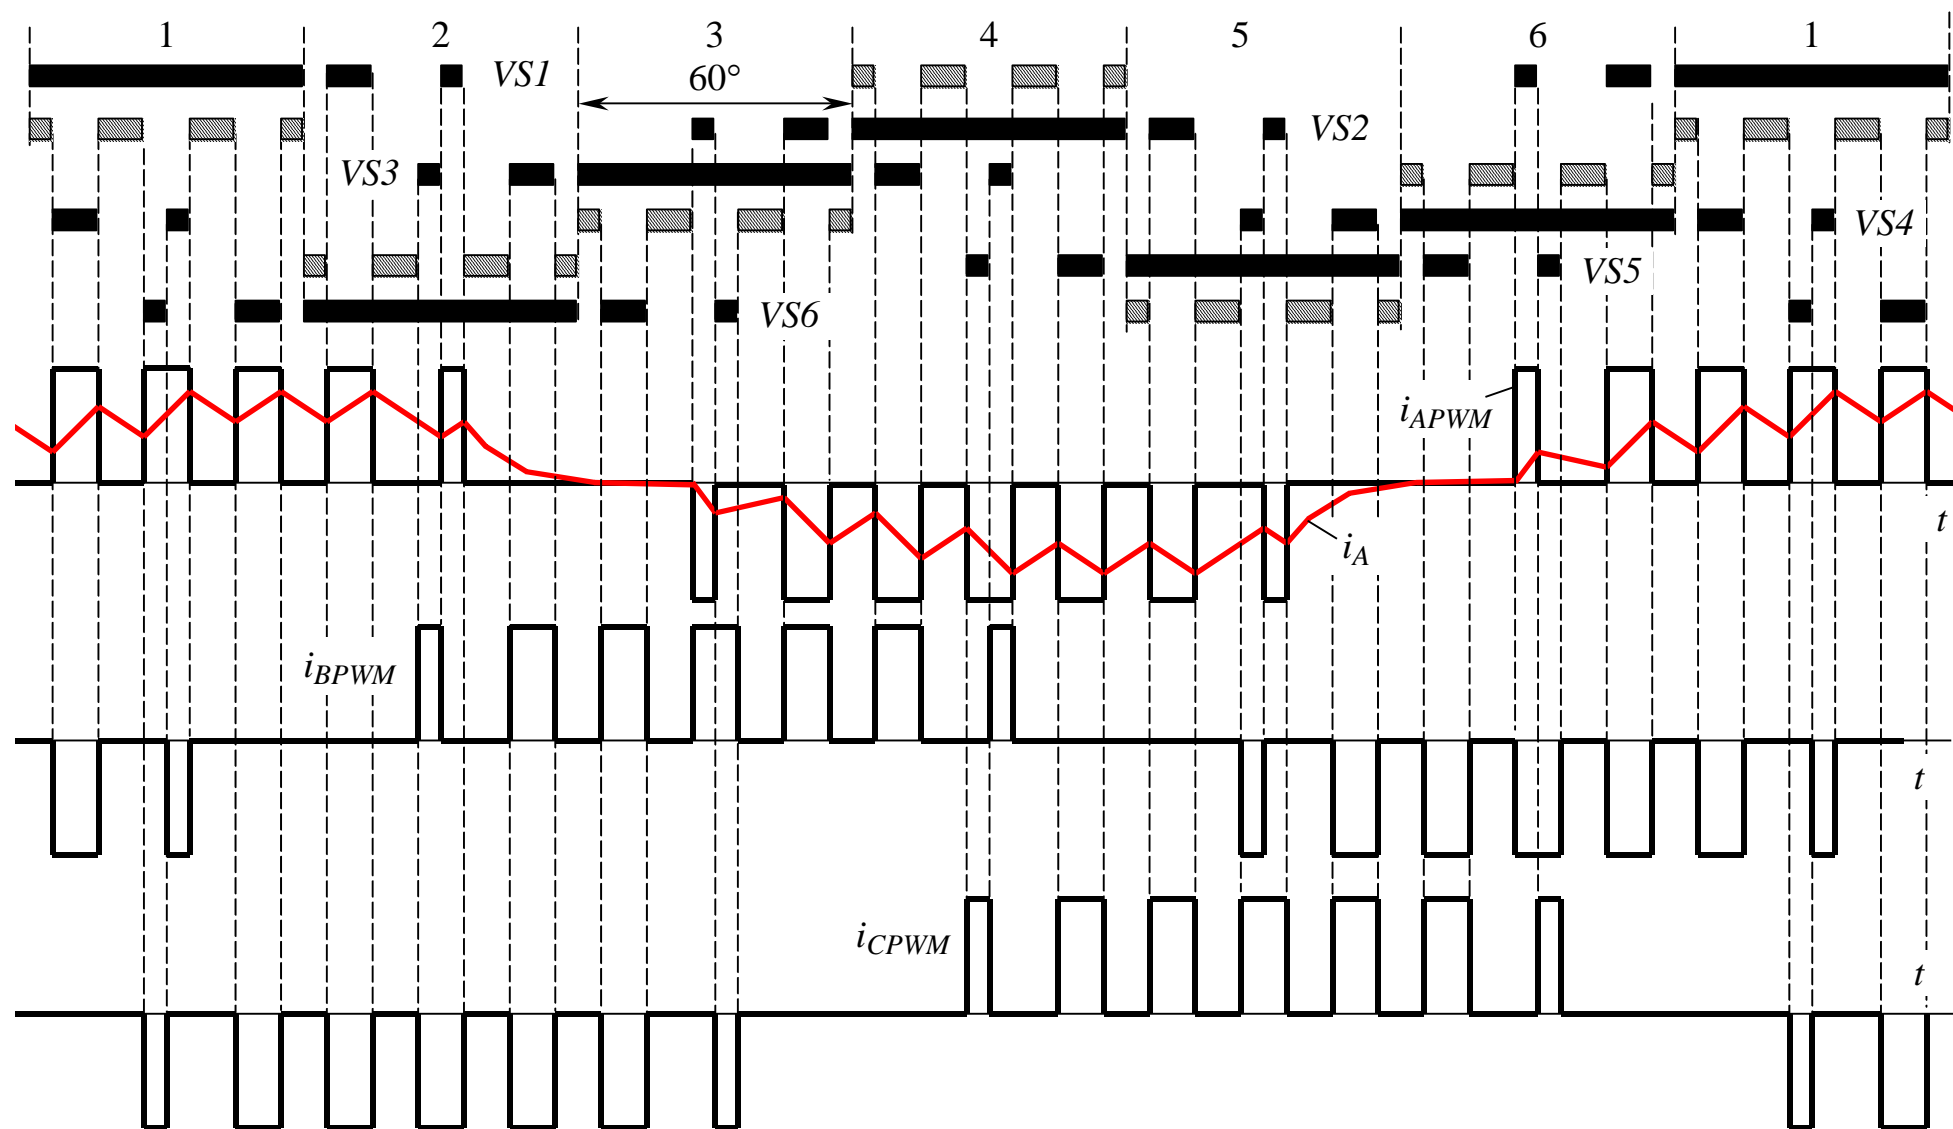 1 2 3 4 5 6 1
VS1 60°
VS2
VS3
VS4
VS5
VS6
iAPWM
t
iA
iBPWM
t
iCPWM
t